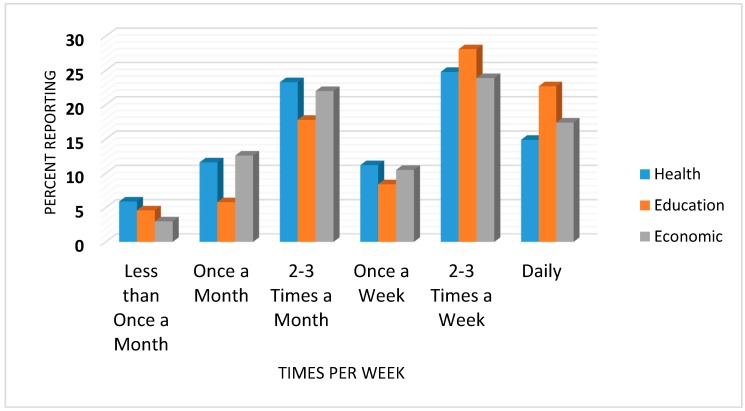 30
25
20
15
10
5
0
PERCENT REPORTING
Less
than
Once a
Month
Once a
Month
2-3
Times a
Month
Once a
Week
2-3
Times a
Week
Daily
TIMES PER WEEK
Health
Education
Economic